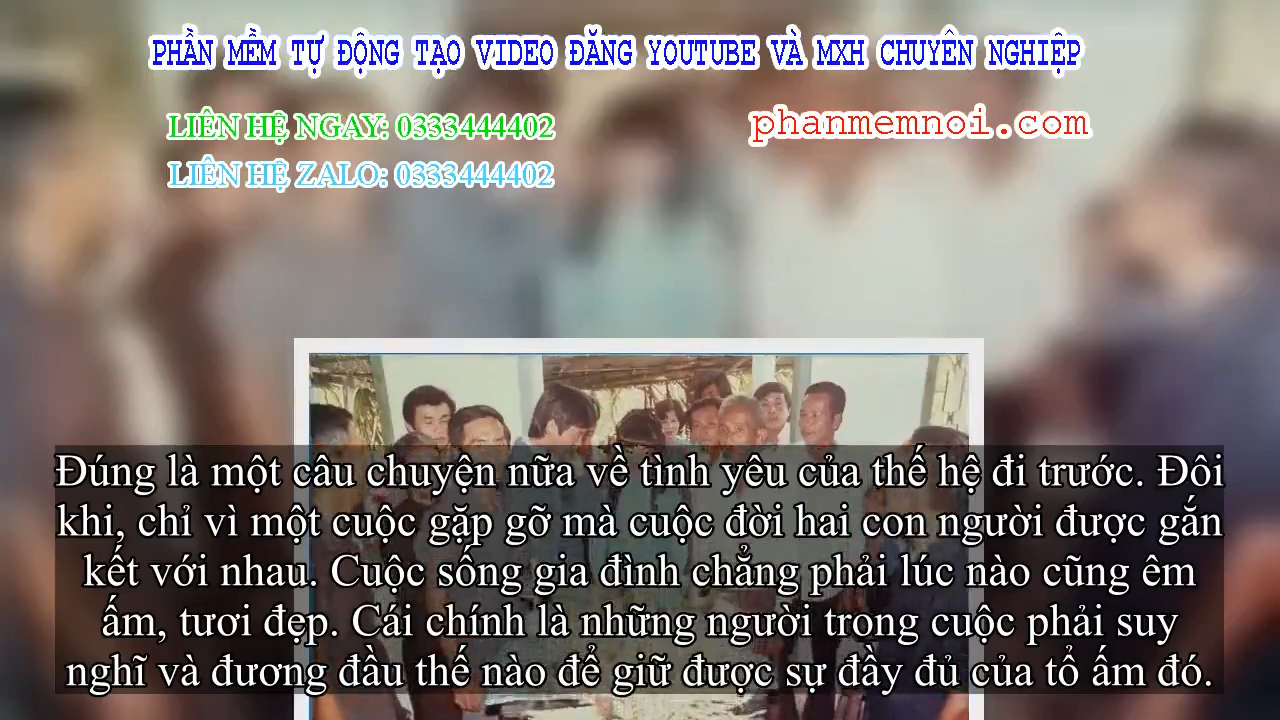 PHẦN MỀM TỰ ĐỘNG TẠO VIDEO ĐĂNG YOUTUBE VÀ MXH CHUYÊN NGHIỆP
LIÊN HỆ NGAY: 0333444402
phanmemnoi.com
LIÊN HỆ ZALO: 0333444402
Đúng là một câu chuyện nữa về tình yêu của thế hệ đi trước. Đôi
khi, chỉ vì một cuộc gặp gỡ mà cuộc đời hai con người được gắn
kết với nhau. Cuộc sống gia đình chẳng phải lúc nào cũng êm
ấm, tươi đẹp. Cái chính là những người trong cuộc phải suy
nghĩ và đương đầu thế nào để giữ được sự đầy đủ của tổ ấm đó.